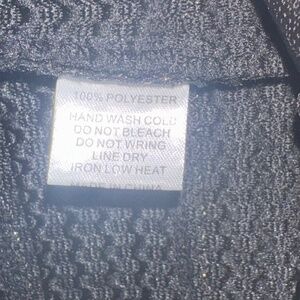 100% POLYESTER
HAND WASH COLD
DO NOT BLEACH
DO NOT WRING
LINE DRY
IRON LOW HEAT
MADE IN CHINA